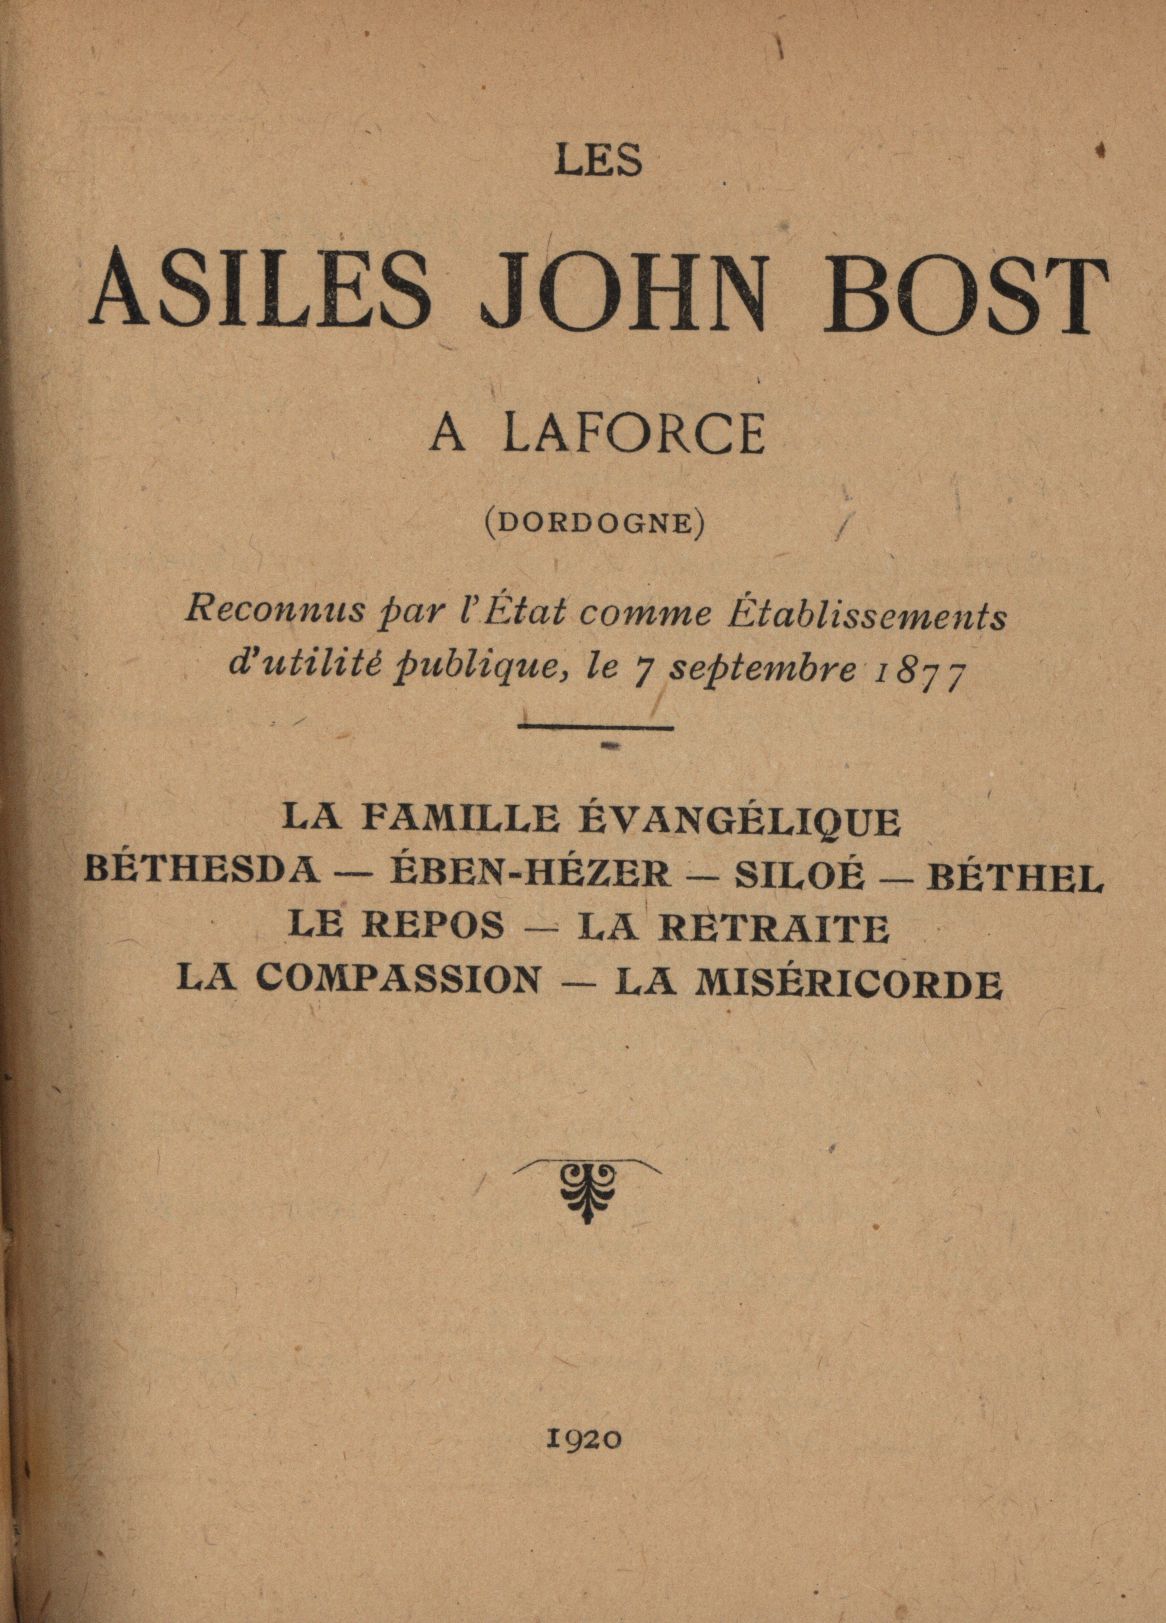 LES
ASILES JOHN BOST
A LAFORCE
(DORDOGNE)
Reconnus par l'État comme Établissements
d'utilité publique, le 7 septembre 1877
LA FAMILLE ÉVANGÉLIQUE
BÉTHESDA — ÉBEN-HÉZER — SILOÉ — BÉTHEL
LE REPOS — LA RETRAITE
LA COMPASSION — LA MISÉRICORDE
1920